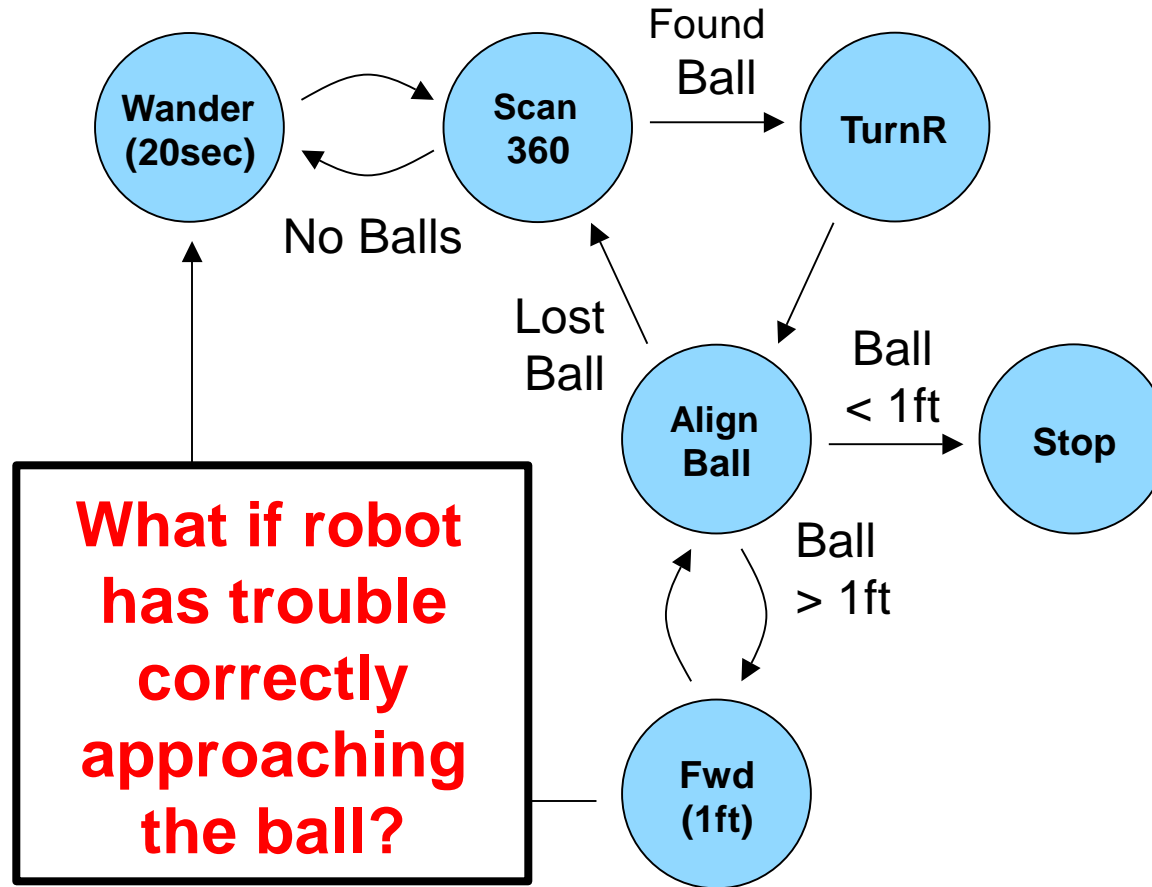 Wander
(20sec)
Scan
360
Found
Ball
TurnR
No Balls
Lost
Ball
Align
Ball
Ball
< 1ft
Stop
What if robot
has trouble
correctly
approaching
the ball?
Ball
> 1ft
Fwd
(1ft)